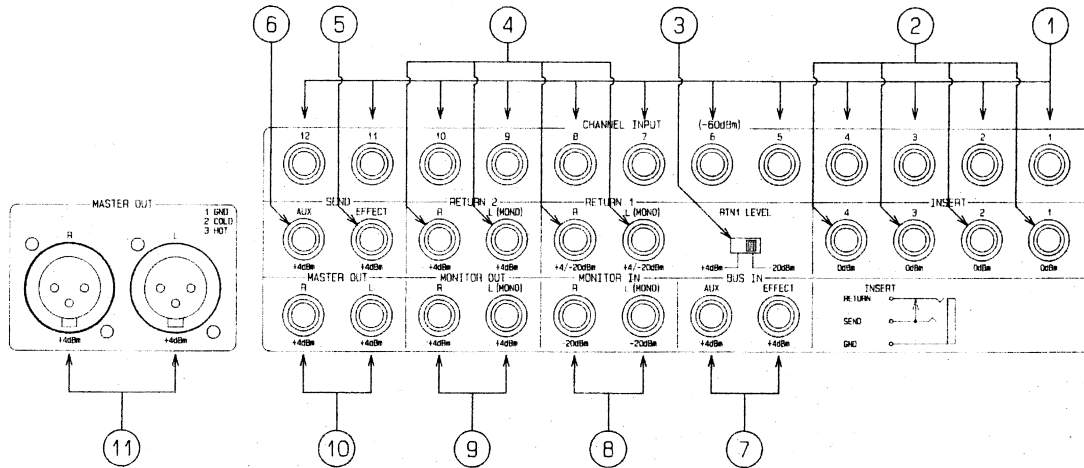 6 5 4 3 2 1
CHANNEL INPUT (-60dBm)
12 11 10 9 8 7 6 5 4 3 2 1
MASTER OUT
R L
1 GND
2 COLD
3 HOT
+4dBm +4dBm
SEND RETURN 2 RETURN 1 INSERT
AUX EFFECT R L (MONO) R L (MONO) RTN1 LEVEL 4 3 2 1
+4dBm +4dBm +4dBm +4dBm +4/-20dBm +4/-20dBm +4dBm -20dBm 0dBm 0dBm 0dBm 0dBm
MASTER OUT MONITOR OUT MONITOR IN BUS IN
R L R L (MONO) R L (MONO) AUX EFFECT
+4dBm +4dBm +4dBm +4dBm -20dBm -20dBm +4dBm +4dBm
INSERT
RETURN
SEND
GND
11 10 9 8 7